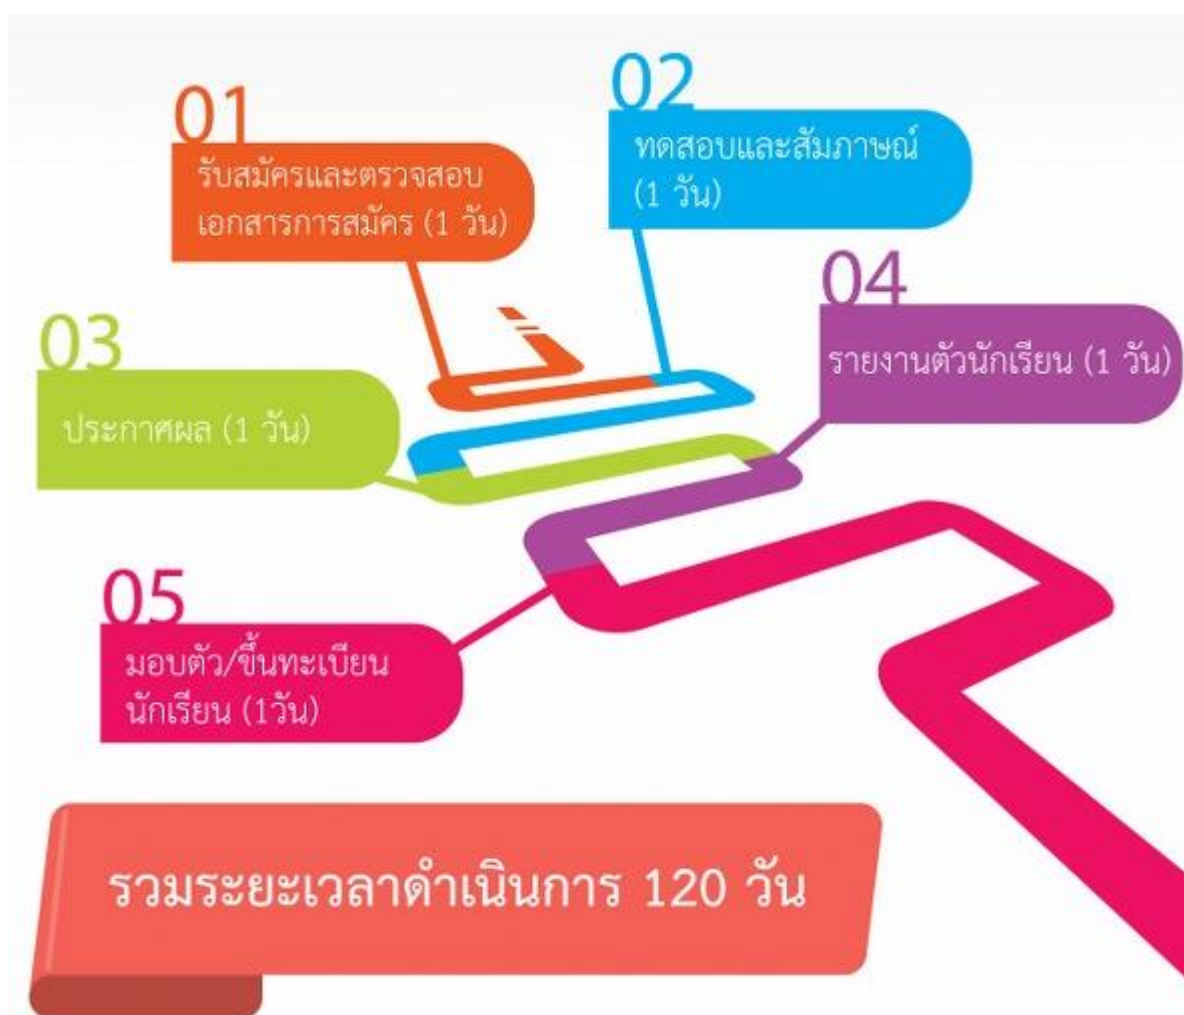 01
รับสมัครและตรวจสอบ
เอกสารการสมัคร (1 วัน)
02
ทดสอบและสัมภาษณ์
(1 วัน)
03
ประกาศผล (1 วัน)
04
รายงานตัวนักเรียน (1 วัน)
05
มอบตัว/ขึ้นทะเบียน
นักเรียน (1วัน)
รวมระยะเวลาดำเนินการ 120 วัน